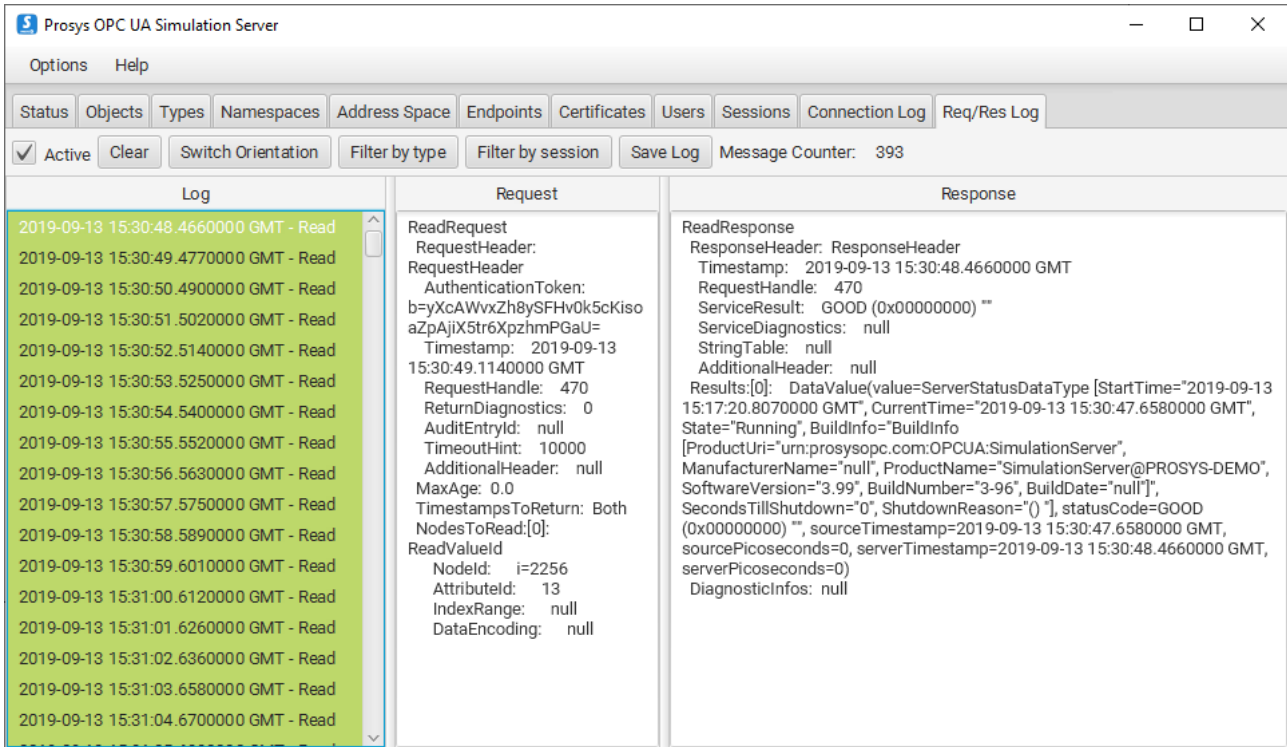 Prosys OPC UA Simulation Server
Options Help
Status Objects Types Namespaces Address Space Endpoints Certificates Users Sessions Connection Log Req/Res Log
Active Clear Switch Orientation Filter by type Filter by session Save Log Message Counter: 393
Log
2019-09-13 15:30:48.4660000 GMT - Read
2019-09-13 15:30:49.4770000 GMT - Read
2019-09-13 15:30:50.4900000 GMT - Read
2019-09-13 15:30:51.5020000 GMT - Read
2019-09-13 15:30:52.5140000 GMT - Read
2019-09-13 15:30:53.5250000 GMT - Read
2019-09-13 15:30:54.5400000 GMT - Read
2019-09-13 15:30:55.5520000 GMT - Read
2019-09-13 15:30:56.5630000 GMT - Read
2019-09-13 15:30:57.5750000 GMT - Read
2019-09-13 15:30:58.5890000 GMT - Read
2019-09-13 15:30:59.6010000 GMT - Read
2019-09-13 15:31:00.6120000 GMT - Read
2019-09-13 15:31:01.6260000 GMT - Read
2019-09-13 15:31:02.6360000 GMT - Read
2019-09-13 15:31:03.6580000 GMT - Read
2019-09-13 15:31:04.6700000 GMT - Read
Request
ReadRequest
RequestHeader:
RequestHeader
AuthenticationToken:
b=yXcAWvxZh8ySFHv0k5cKiso
aZpAjiX5tr6XpzhmPGaU=
Timestamp: 2019-09-13
15:30:49.1140000 GMT
RequestHandle: 470
ReturnDiagnostics: 0
AuditEntryId: null
TimeoutHint: 10000
AdditionalHeader: null
MaxAge: 0.0
TimestampsToReturn: Both
NodesToRead:[0]:
ReadValueId
NodeId: i=2256
AttributeId: 13
IndexRange: null
DataEncoding: null
Response
ReadResponse
ResponseHeader: ResponseHeader
Timestamp: 2019-09-13 15:30:48.4660000 GMT
RequestHandle: 470
ServiceResult: GOOD (0x00000000) ""
ServiceDiagnostics: null
StringTable: null
AdditionalHeader: null
Results:[0]: DataValue(value=ServerStatusDataType [StartTime="2019-09-13
15:17:20.8070000 GMT", CurrentTime="2019-09-13 15:30:47.6580000 GMT",
State="Running", BuildInfo="BuildInfo
[ProductUri="urn:prosysopc.com:OPCUA:SimulationServer",
ManufacturerName="null", ProductName="SimulationServer@PROSYS-DEMO",
SoftwareVersion="3.99", BuildNumber="3-96", BuildDate="null"]",
SecondsTillShutdown="0", ShutdownReason="() "], statusCode=GOOD
(0x00000000) "", sourceTimestamp=2019-09-13 15:30:47.6580000 GMT,
sourcePicoseconds=0, serverTimestamp=2019-09-13 15:30:48.4660000 GMT,
serverPicoseconds=0)
DiagnosticInfos: null